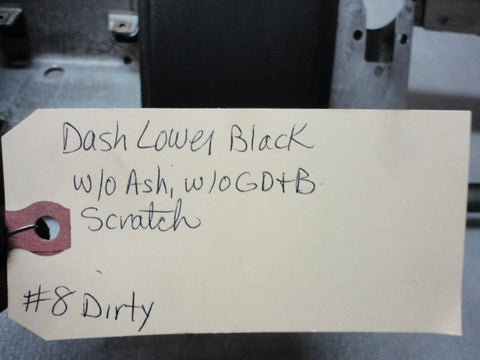 Dash Lower Black
w/o Ash, w/o GD+B
Scratch
#8 Dirty